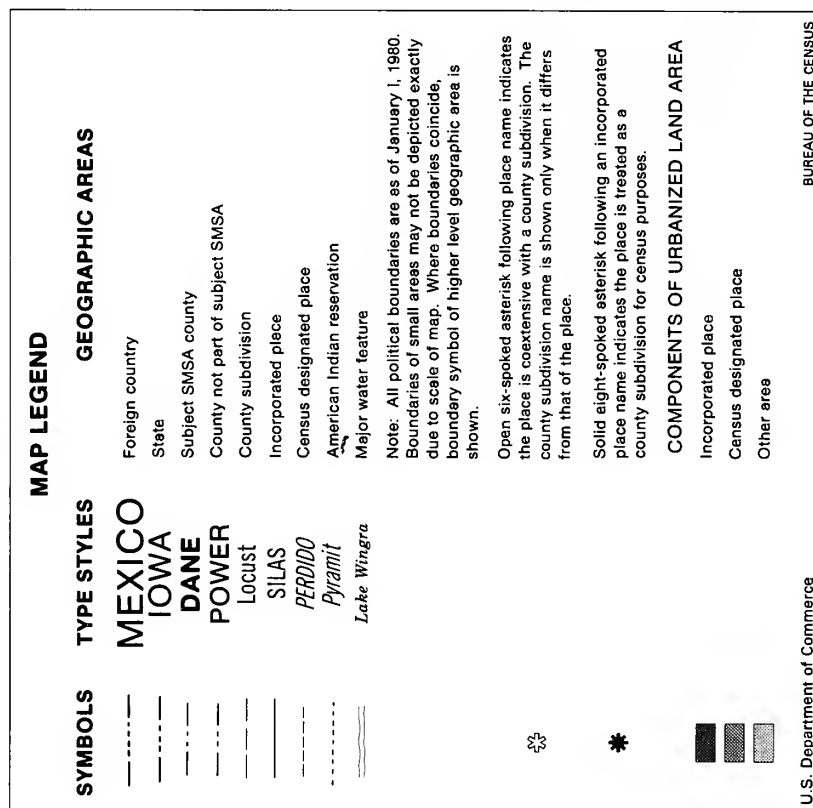 MAP LEGEND
SYMBOLS TYPE STYLES GEOGRAPHIC AREAS
MEXICO Foreign country
IOWA State
DANE Subject SMSA county
POWER County not part of subject SMSA
Locust County subdivision
SILAS Incorporated place
PERDIDO Census designated place
Pyramit American Indian reservation
Lake Wingra Major water feature
Note: All political boundaries are as of January 1, 1980.
Boundaries of small areas may not be depicted exactly
due to scale of map. Where boundaries coincide,
boundary symbol of higher level geographic area is
shown.
Open six-spoked asterisk following place name indicates
the place is coextensive with a county subdivision. The
county subdivision name is shown only when it differs
from that of the place.
Solid eight-spoked asterisk following an incorporated
place name indicates the place is treated as a
county subdivision for census purposes.
COMPONENTS OF URBANIZED LAND AREA
Incorporated place
Census designated place
Other area
U.S. Department of Commerce BUREAU OF THE CENSUS